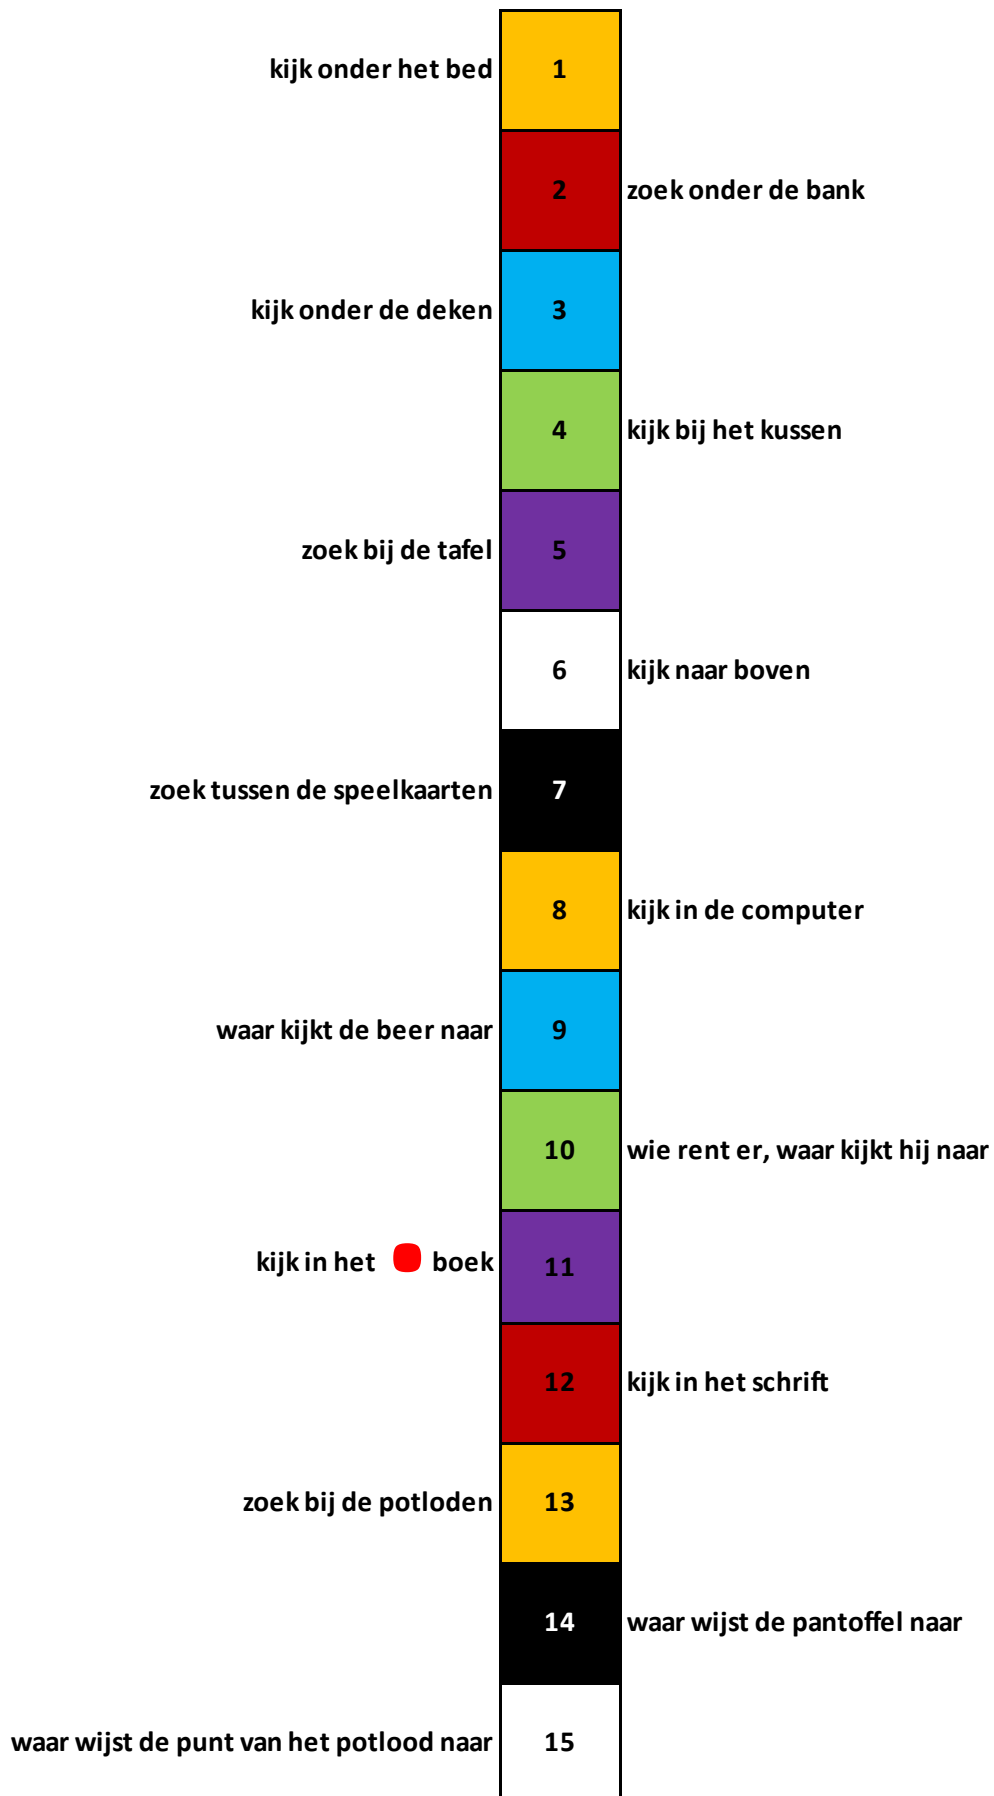 kijk onder het bed 1
2 zoek onder de bank
kijk onder de deken 3
4 kijk bij het kussen
zoek bij de tafel 5
6 kijk naar boven
zoek tussen de speelkaarten 7
8 kijk in de computer
waar kijkt de beer naar 9
10 wie rent er, waar kijkt hij naar
kijk in het boek 11
12 kijk in het schrift
zoek bij de potloden 13
14 waar wijst de pantoffel naar
waar wijst de punt van het potlood naar 15